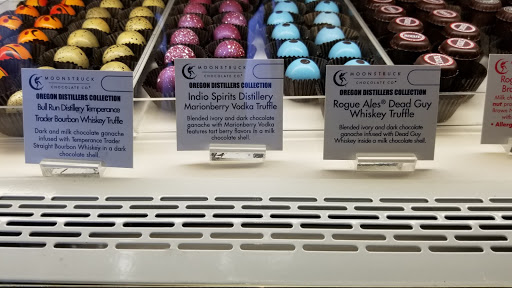 MOONSTRUCK
CHOCOLATE CO.
OREGON DISTILLERS COLLECTION
Bull Run Distillery Temperance
Trader Bourbon Whiskey Truffle
Dark and milk chocolate ganache
infused with Temperance Trader
Straight Bourbon Whiskey in a dark
chocolate shell.
MOONSTRUCK
CHOCOLATE CO.
OREGON DISTILLERS COLLECTION
Indio Spirits Distillery
Marionberry Vodka Truffle
Blended ivory and dark chocolate
ganache with Marionberry Vodka
features tart berry flavors in a milk
chocolate shell.
MOONSTRUCK
CHOCOLATE CO.
OREGON DISTILLERS COLLECTION
Rogue Ales® Dead Guy
Whiskey Truffle
Blended ivory and dark chocolate
ganache infused with Dead Guy
Whiskey inside a milk chocolate shell.